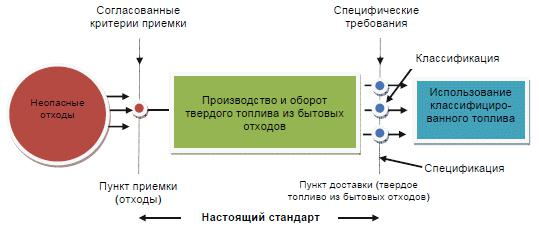 Согласованные
критерии приемки
Специфические
требования
Классификация
Неопасные
отходы
Производство и оборот
твердого топлива из бытовых
отходов
Использование
классифициро-
ванного топлива
Спецификация
Пункт приемки
(отходы)
Пункт доставки (твердое
топливо из бытовых отходов)
Настоящий стандарт